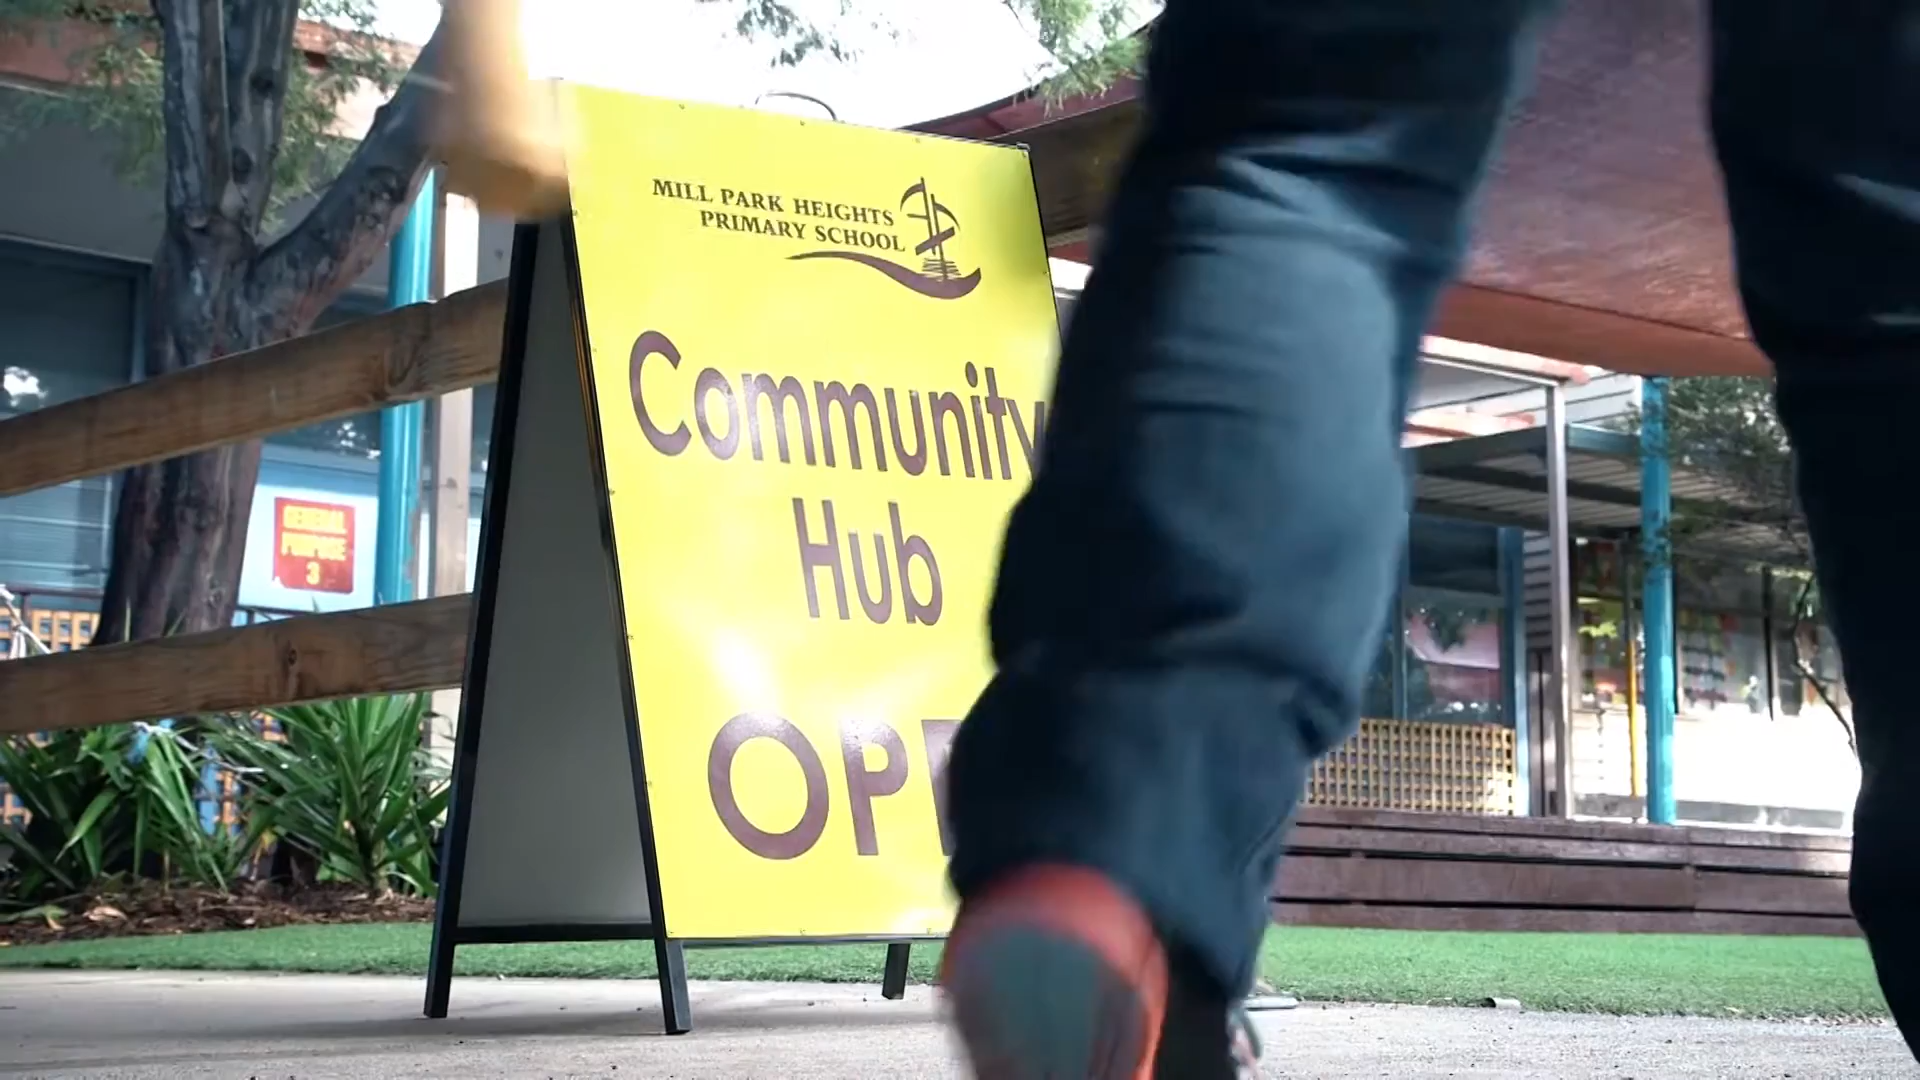 MILL PARK HEIGHTS
PRIMARY SCHOOL
Community
Hub
OP
GENERAL
PURPOSE
3